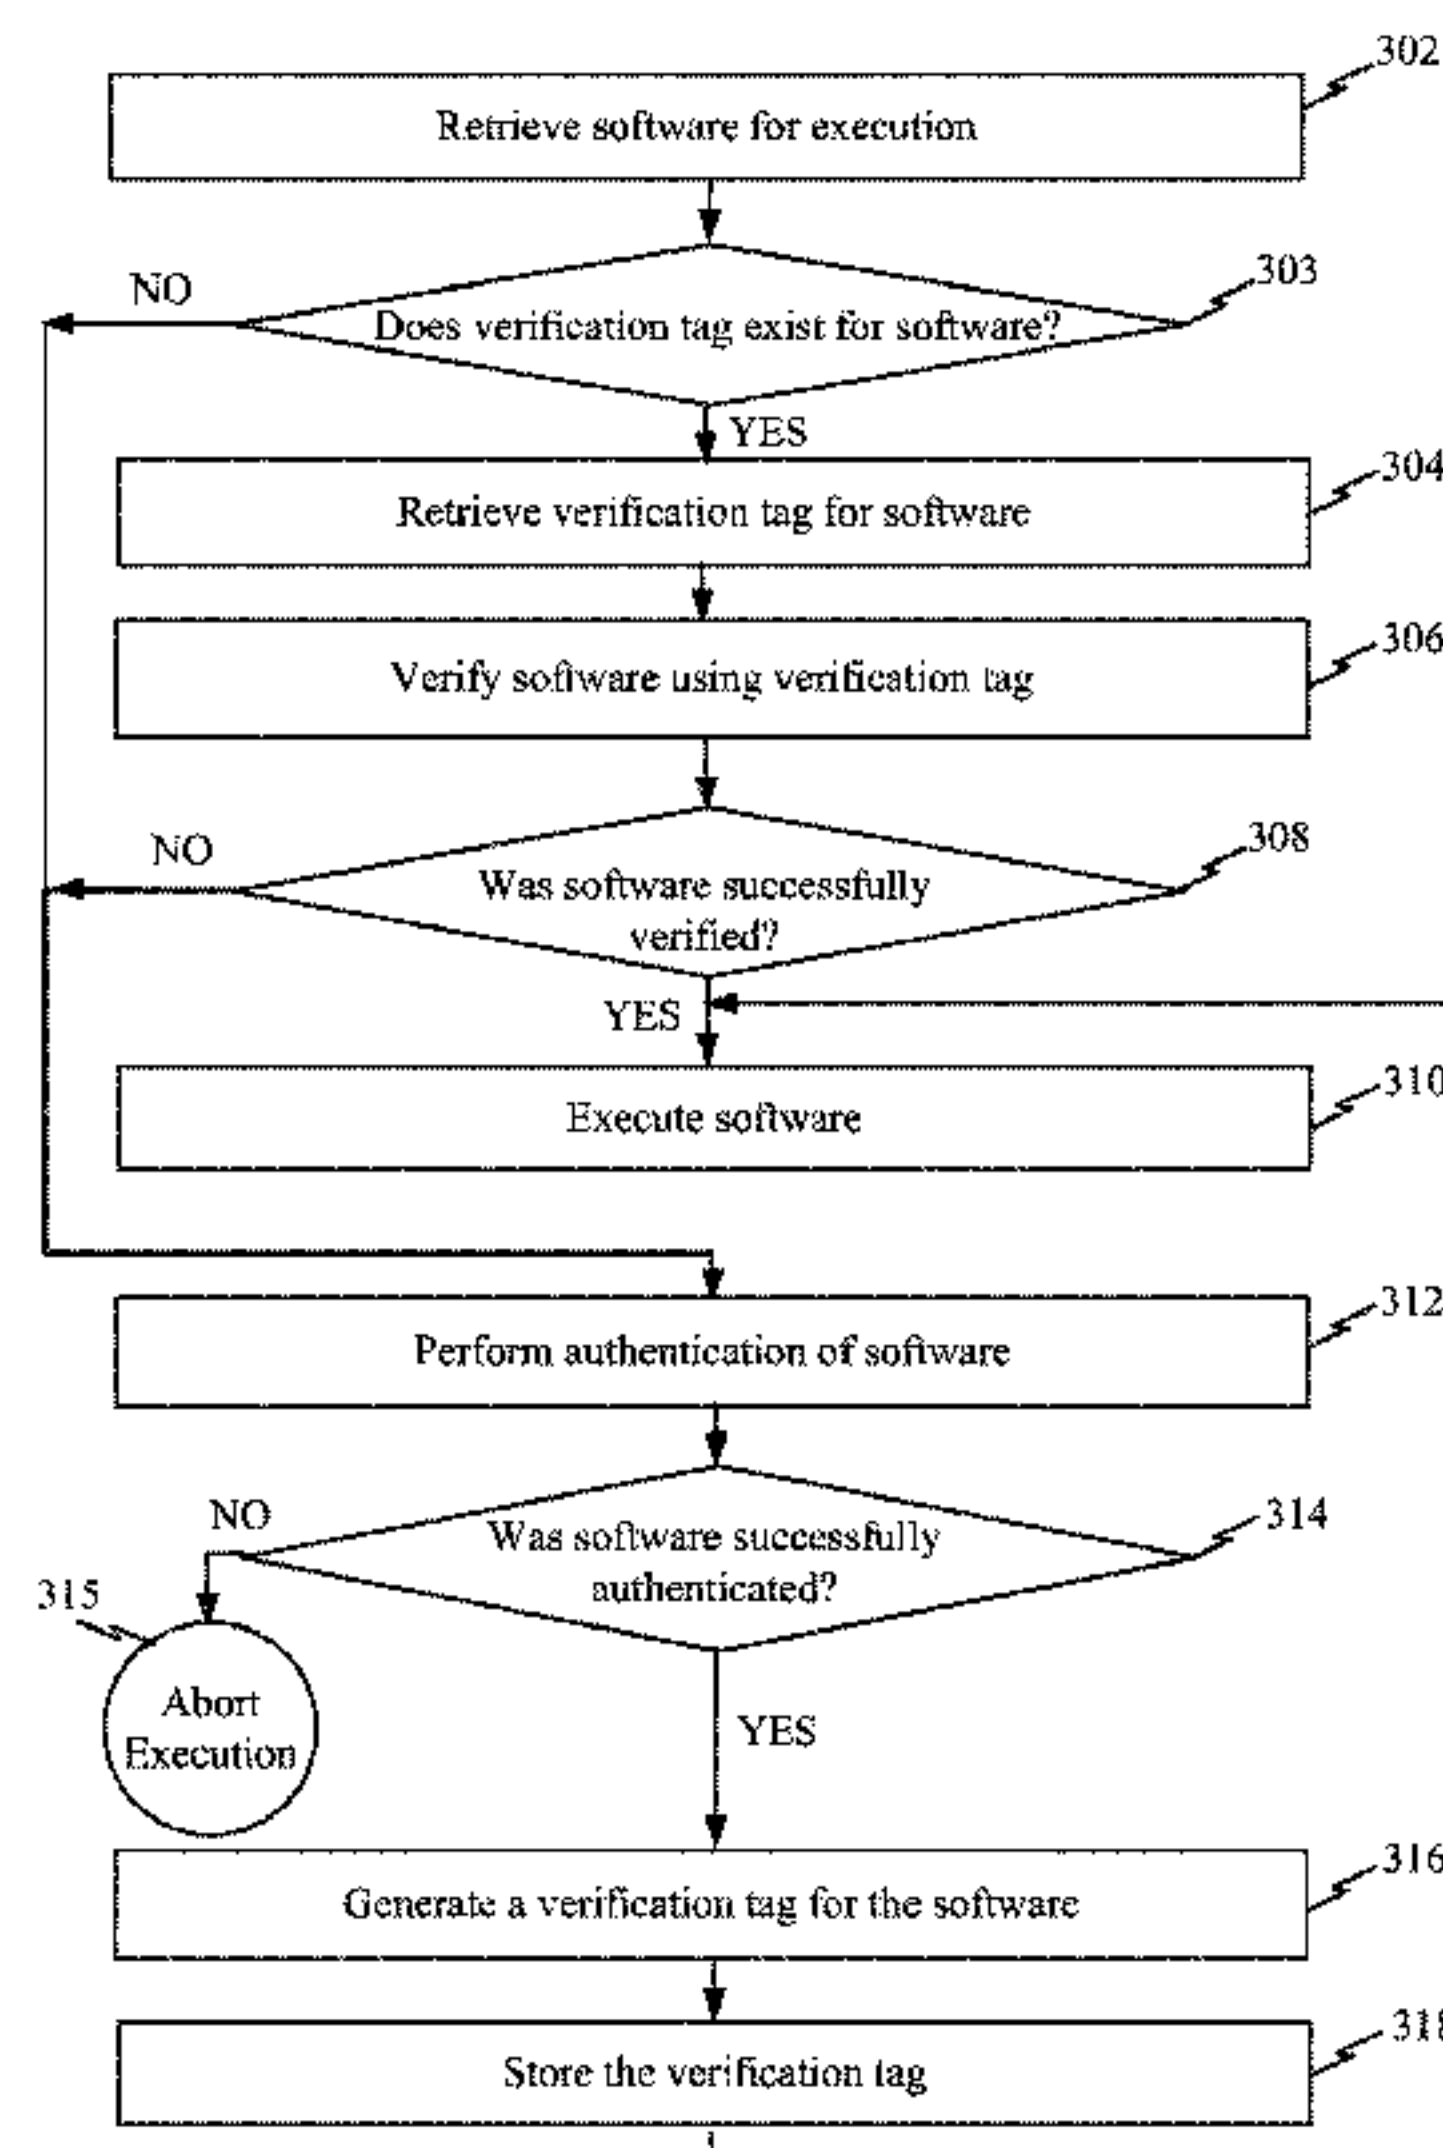 302
Retrieve software for execution
303
NO
Does verification tag exist for software?
YES
304
Retrieve verification tag for software
306
Verify software using verification tag
308
NO
Was software successfully
verified?
YES
310
Execute software
312
Perform authentication of software
314
NO
Was software successfully
authenticated?
315
Abort
Execution
YES
316
Generate a verification tag for the software
318
Store the verification tag